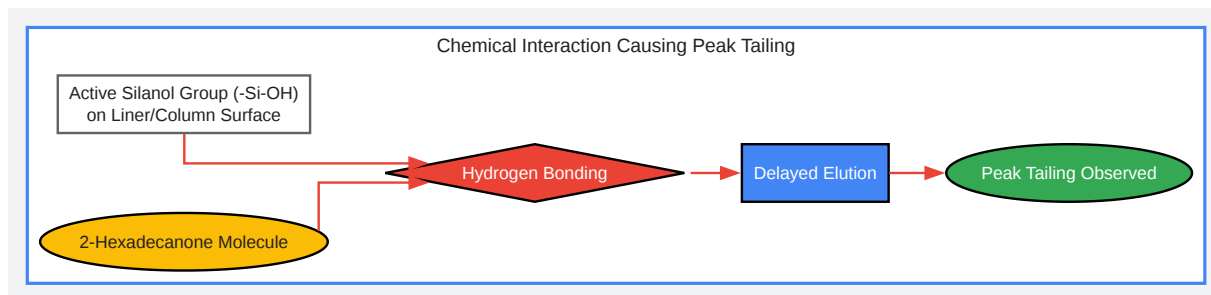 Chemical Interaction Causing Peak Tailing
Active Silanol Group (-Si-OH)
on Liner/Column Surface
Hydrogen Bonding
Delayed Elution
Peak Tailing Observed
2-Hexadecanone Molecule